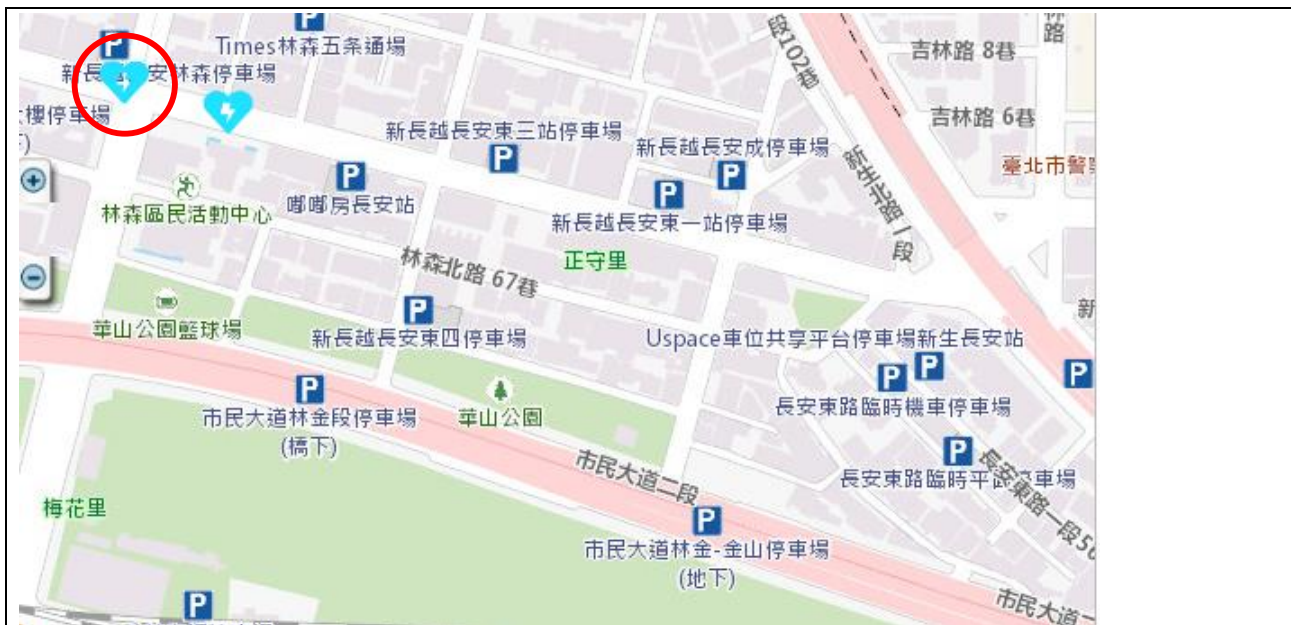 Times林森五条通場
段102巷
吉林路 8巷
路
新長
安林森停車場
樓停車場
新長越長安東三站停車場
新長越長安成停車場
吉林路 6巷
新生北路一段
臺北市警
林森區民活動中心
嘟嘟房長安站
新長越長安東一站停車場
林森北路 67巷
正守里
新
華山公園籃球場
新長越長安東四停車場
Uspace車位共享平台停車場新生長安站
市民大道林金段停車場
(橋下)
華山公園
長安東路臨時機車停車場
市民大道二段
長安東路臨時平面停車場
長安東路一段56
梅花里
市民大道林金-金山停車場
(地下)
市民大道